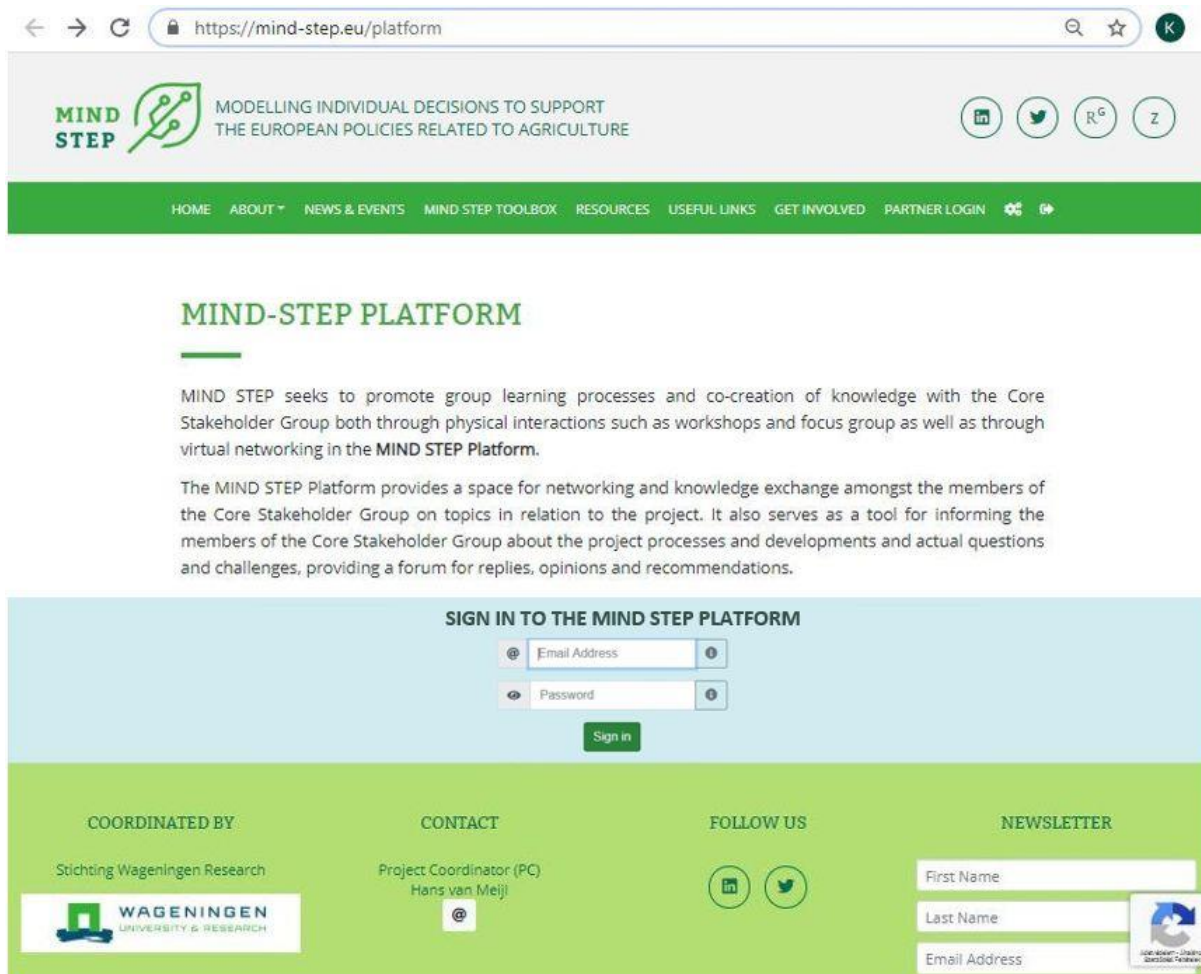 https://mind-step.eu/platform
K
MIND
STEP
MODELLING INDIVIDUAL DECISIONS TO SUPPORT
THE EUROPEAN POLICIES RELATED TO AGRICULTURE
in
R^G
Z
HOME ABOUT NEWS & EVENTS MIND STEP TOOLBOX RESOURCES USEFUL LINKS GET INVOLVED PARTNER LOGIN
MIND-STEP PLATFORM
MIND STEP seeks to promote group learning processes and co-creation of knowledge with the Core
Stakeholder Group both through physical interactions such as workshops and focus group as well as through
virtual networking in the MIND STEP Platform.
The MIND STEP Platform provides a space for networking and knowledge exchange amongst the members of
the Core Stakeholder Group on topics in relation to the project. It also serves as a tool for informing the
members of the Core Stakeholder Group about the project processes and developments and actual questions
and challenges, providing a forum for replies, opinions and recommendations.
SIGN IN TO THE MIND STEP PLATFORM
@ Email Address
Password
Sign in
COORDINATED BY
Stichting Wageningen Research
WAGENINGEN
UNIVERSITY & RESEARCH
CONTACT
Project Coordinator (PC)
Hans van Meijl
@
FOLLOW US
in
NEWSLETTER
First Name
Last Name
Email Address